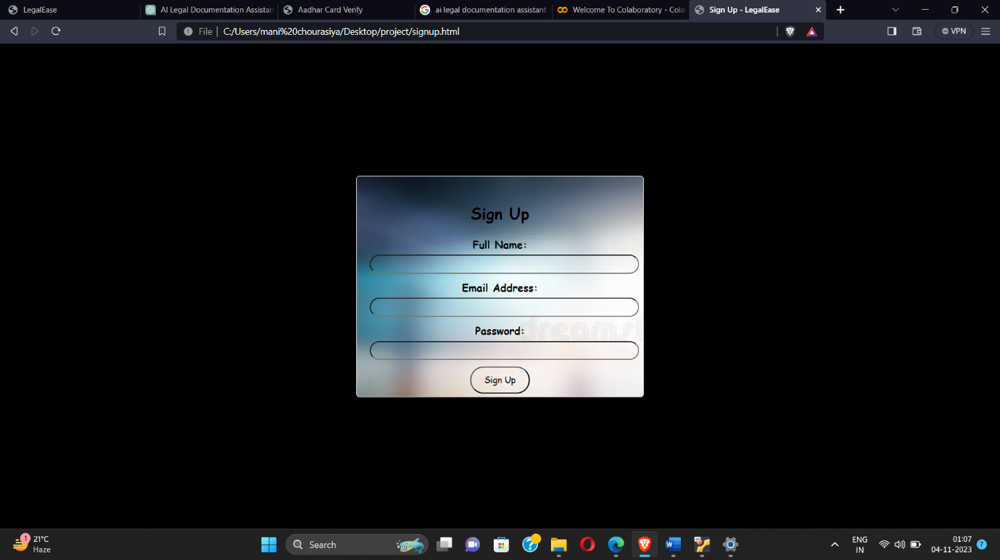 LegalEase
AI Legal Documentation Assistan
Aadhar Card Verify
ai legal documentation assistant
Welcome To Colaboratory - Cola
Sign Up - LegalEase
File
C:/Users/mani%20chourasiya/Desktop/project/signup.html
VPN
Sign Up
Full Name:
Email Address:
Password:
dreamst
Sign Up
1
21°C
Haze
Search
ENG
IN
01:07
04-11-2023
7